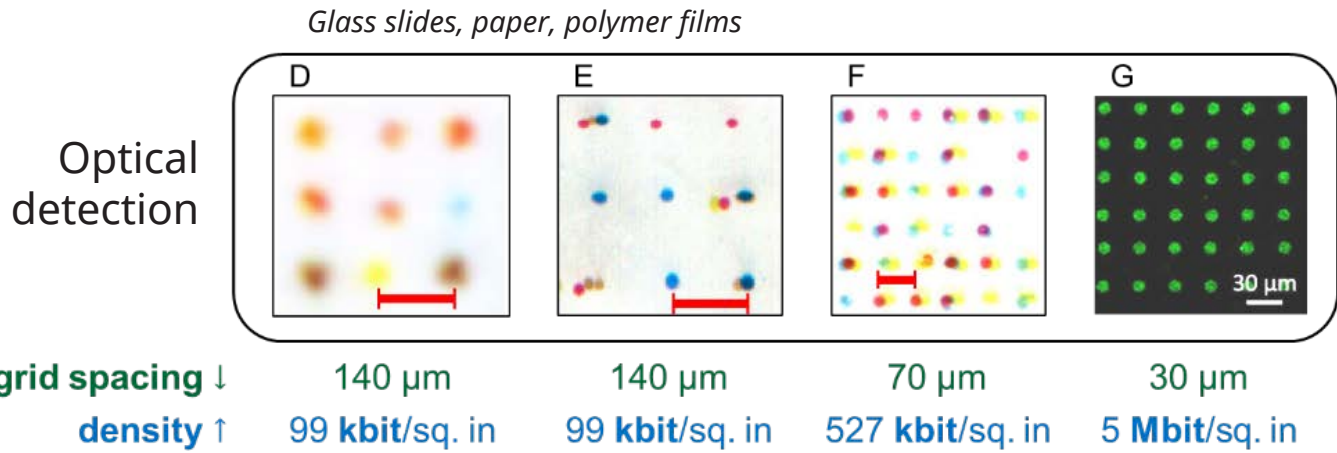 Glass slides, paper, polymer films
D E F G
Optical
detection
30 µm
grid spacing ↓ 140 µm 140 µm 70 µm 30 µm
density ↑ 99 kbit/sq. in 99 kbit/sq. in 527 kbit/sq. in 5 Mbit/sq. in